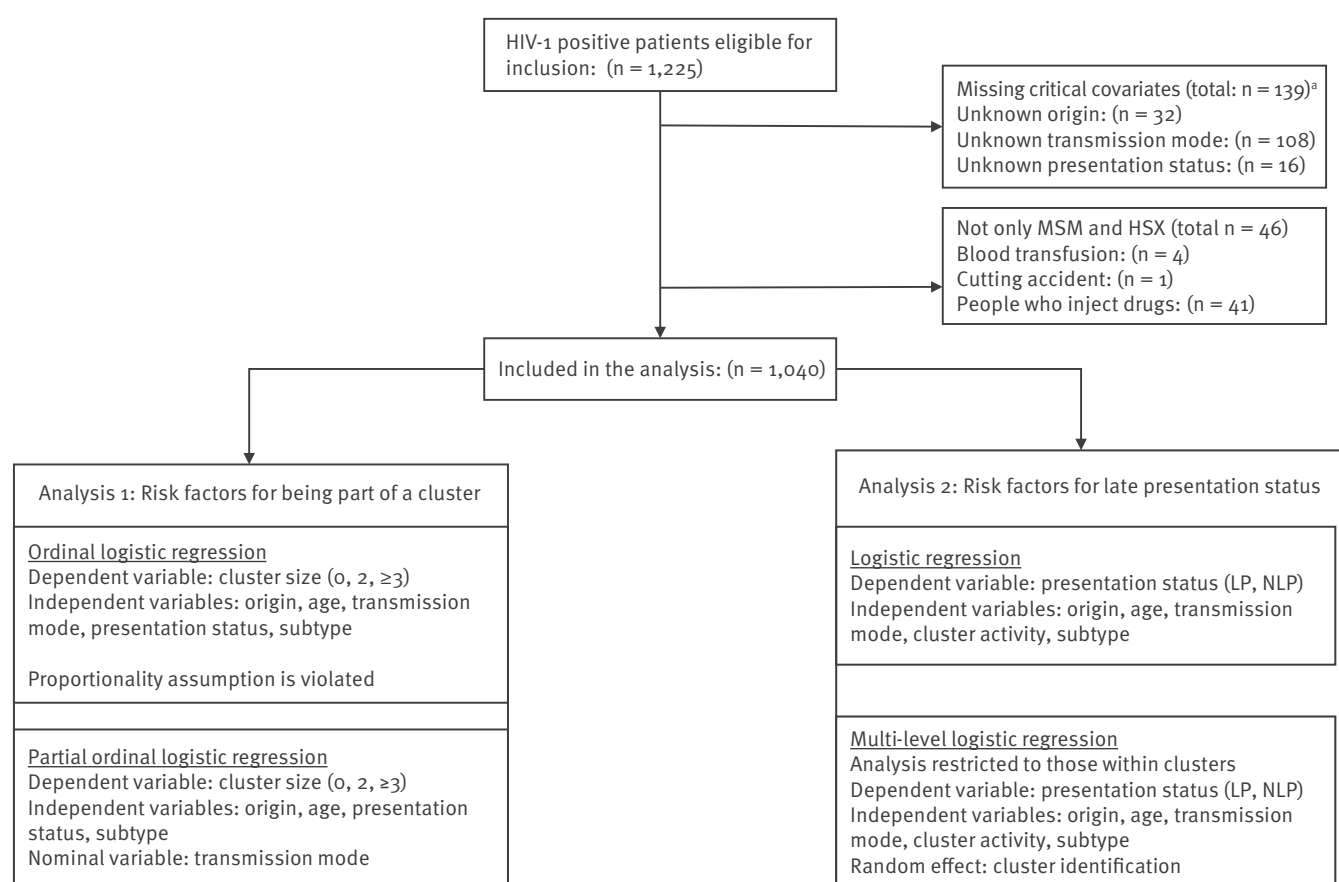 HIV-1 positive patients eligible for
inclusion: (n = 1,225)
Missing critical covariates (total: n = 139)ᵃ
Unknown origin: (n = 32)
Unknown transmission mode: (n = 108)
Unknown presentation status: (n = 16)
Not only MSM and HSX (total n = 46)
Blood transfusion: (n = 4)
Cutting accident: (n = 1)
People who inject drugs: (n = 41)
Included in the analysis: (n = 1,040)
Analysis 1: Risk factors for being part of a cluster
Ordinal logistic regression
Dependent variable: cluster size (0, 2, ≥3)
Independent variables: origin, age, transmission
mode, presentation status, subtype
Proportionality assumption is violated
Partial ordinal logistic regression
Dependent variable: cluster size (0, 2, ≥3)
Independent variables: origin, age, presentation
status, subtype
Nominal variable: transmission mode
Analysis 2: Risk factors for late presentation status
Logistic regression
Dependent variable: presentation status (LP, NLP)
Independent variables: origin, age, transmission
mode, cluster activity, subtype
Multi-level logistic regression
Analysis restricted to those within clusters
Dependent variable: presentation status (LP, NLP)
Independent variables: origin, age, transmission
mode, cluster activity, subtype
Random effect: cluster identification